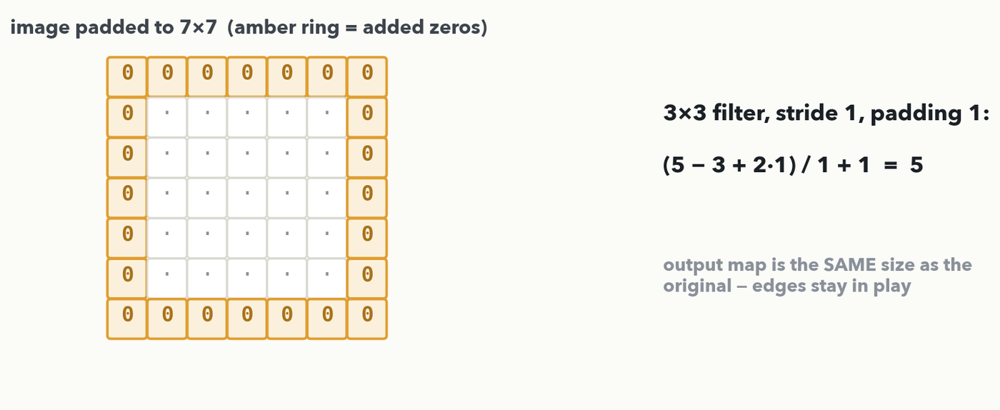 image padded to 7×7 (amber ring = added zeros)
0 0 0 0 0 0 0
0 · · · · · 0
0 · · · · · 0
0 · · · · · 0
0 · · · · · 0
0 · · · · · 0
0 0 0 0 0 0 0
3×3 filter, stride 1, padding 1:
(5 − 3 + 2·1) / 1 + 1 = 5
output map is the SAME size as the
original — edges stay in play